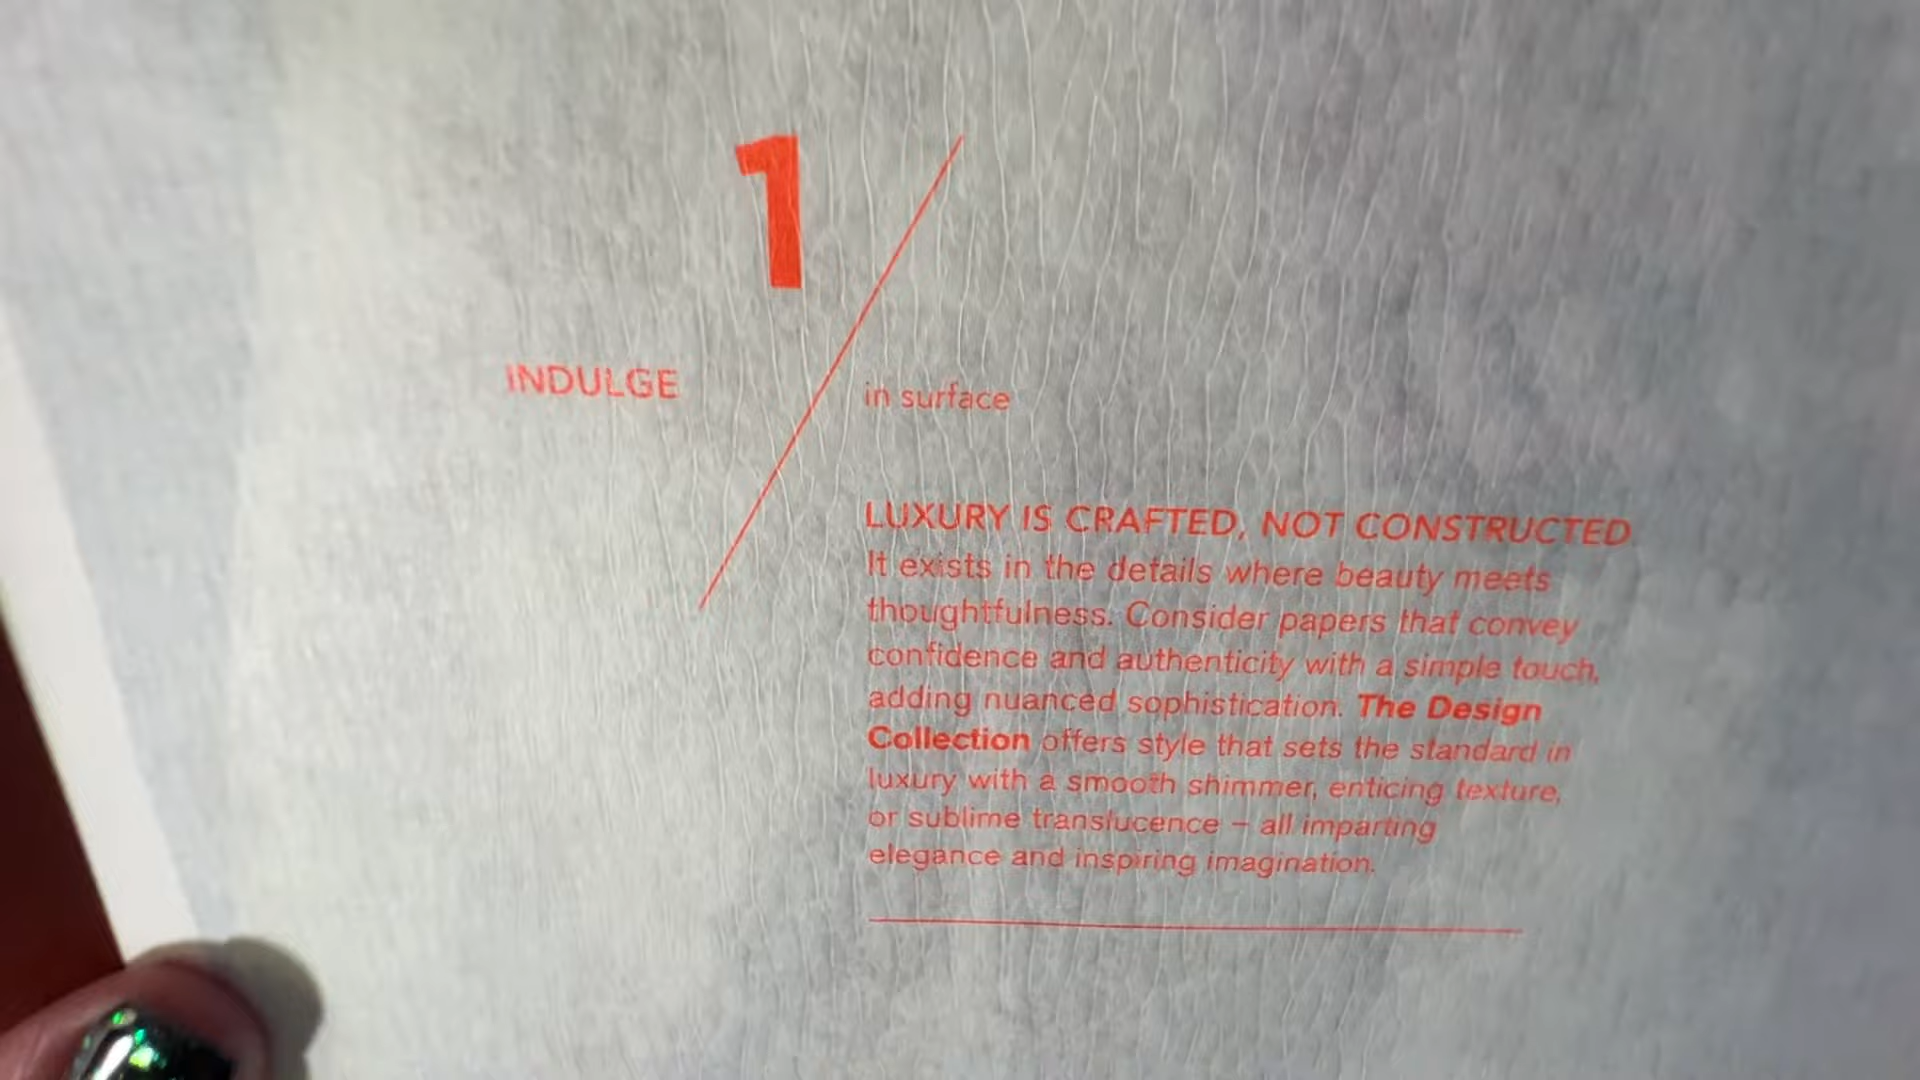 1
INDULGE
in surface
LUXURY IS CRAFTED, NOT CONSTRUCTED
It exists in the details where beauty meets
thoughtfulness. Consider papers that convey
confidence and authenticity with a simple touch,
adding nuanced sophistication. The Design
Collection offers style that sets the standard in
luxury with a smooth shimmer, enticing texture,
or sublime translucence – all imparting
elegance and inspiring imagination.